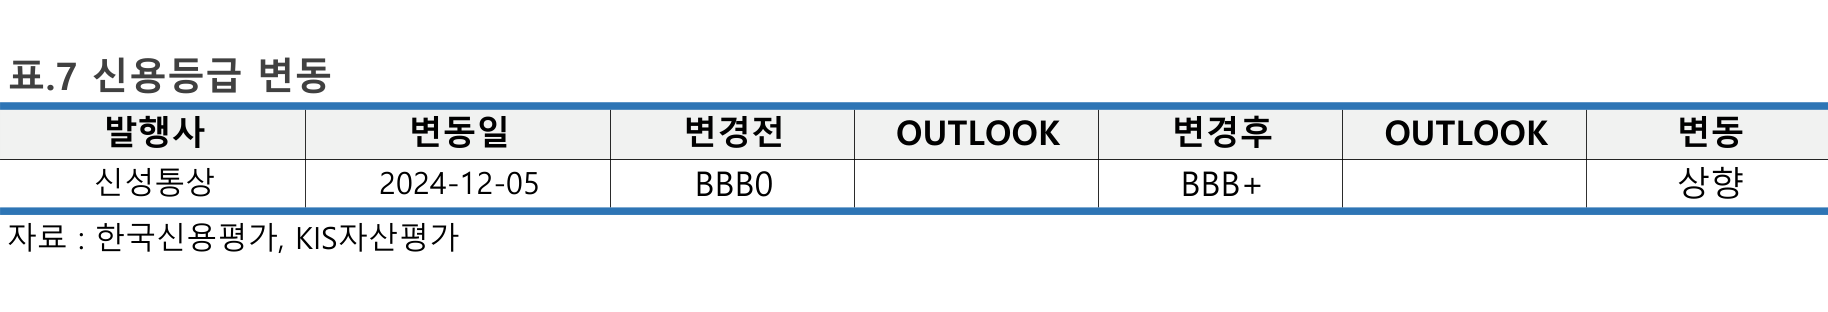 표.7 신용등급 변동
발행사 변동일 변경전 OUTLOOK 변경후 OUTLOOK 변동
신성통상 2024-12-05 BBB0 BBB+ 상향
자료 : 한국신용평가, KIS자산평가